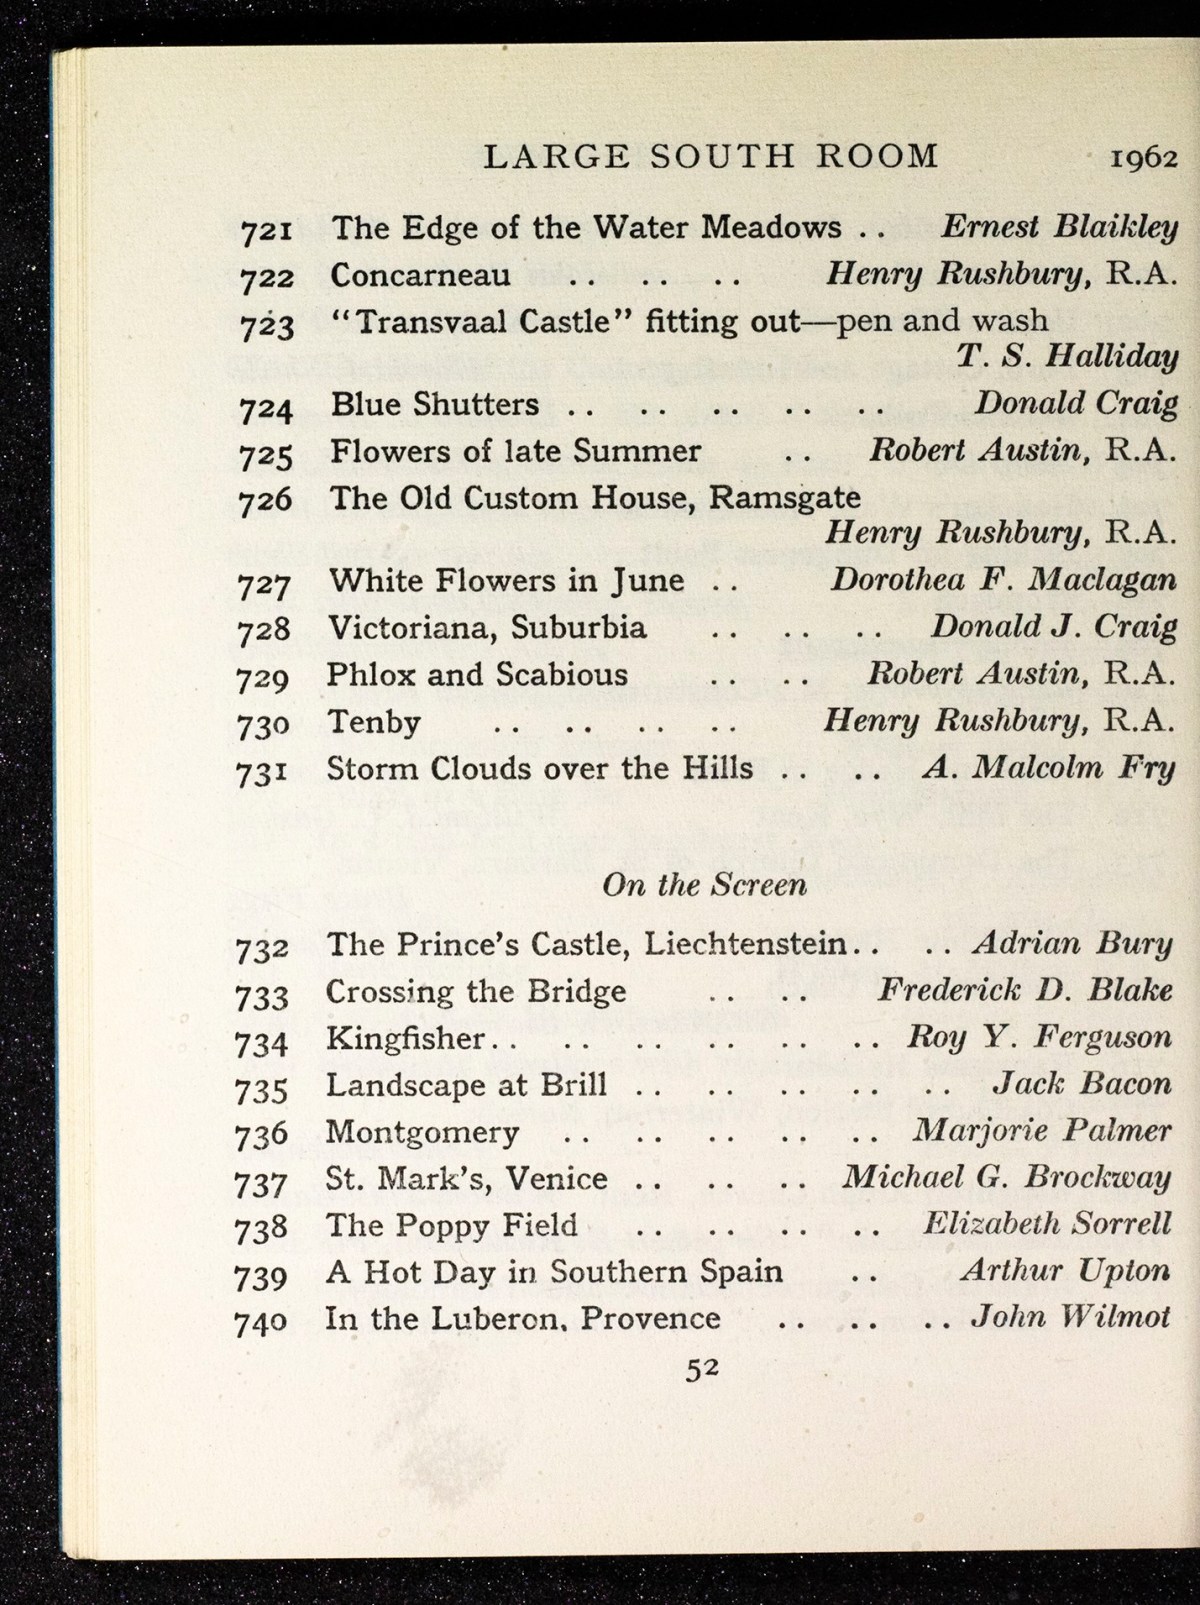 LARGE SOUTH ROOM 1962
721 The Edge of the Water Meadows .. Ernest Blaikley
722 Concarneau .. .. .. Henry Rushbury, R.A.
723 “Transvaal Castle” fitting out—pen and wash
T. S. Halliday
724 Blue Shutters .. .. .. .. .. Donald Craig
725 Flowers of late Summer .. Robert Austin, R.A.
726 The Old Custom House, Ramsgate
Henry Rushbury, R.A.
727 White Flowers in June .. Dorothea F. Maclagan
728 Victoriana, Suburbia .. .. .. Donald J. Craig
729 Phlox and Scabious .. .. Robert Austin, R.A.
730 Tenby .. .. .. .. Henry Rushbury, R.A.
731 Storm Clouds over the Hills .. .. A. Malcolm Fry
On the Screen
732 The Prince’s Castle, Liechtenstein.. .. Adrian Bury
733 Crossing the Bridge .. .. Frederick D. Blake
734 Kingfisher.. .. .. .. .. .. Roy Y. Ferguson
735 Landscape at Brill .. .. .. .. .. Jack Bacon
736 Montgomery .. .. .. .. .. Marjorie Palmer
737 St. Mark’s, Venice .. .. .. Michael G. Brockway
738 The Poppy Field .. .. .. .. Elizabeth Sorrell
739 A Hot Day in Southern Spain .. Arthur Upton
740 In the Luberon, Provence .. .. .. John Wilmot
52